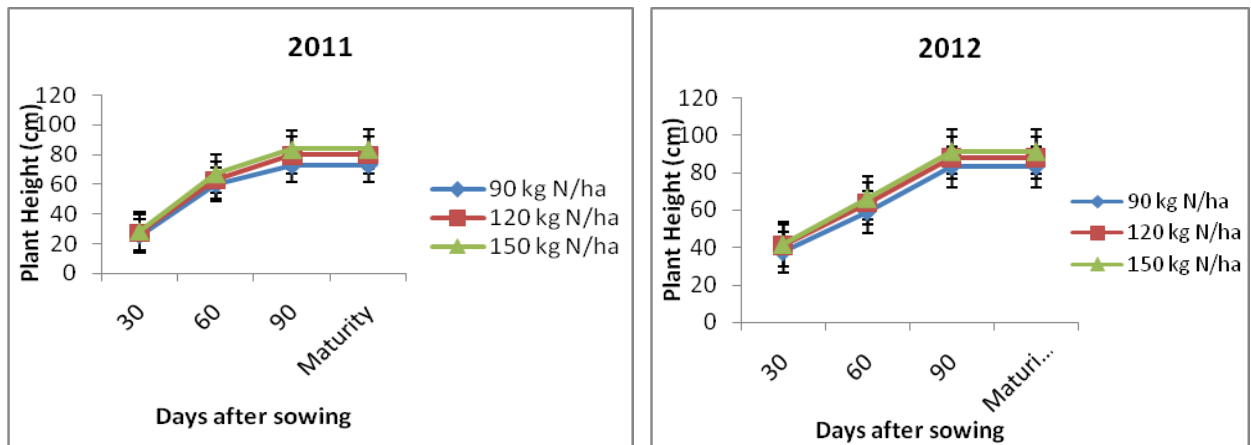 2011
Plant Height (cm)
120
100
80
60
40
20
0
30
60
90
Maturity
Days after sowing
90 kg N/ha
120 kg N/ha
150 kg N/ha
2012
Plant Height (cm)
120
100
80
60
40
20
0
30
60
90
Maturi...
Days after sowing
90 kg N/ha
120 kg N/ha
150 kg N/ha